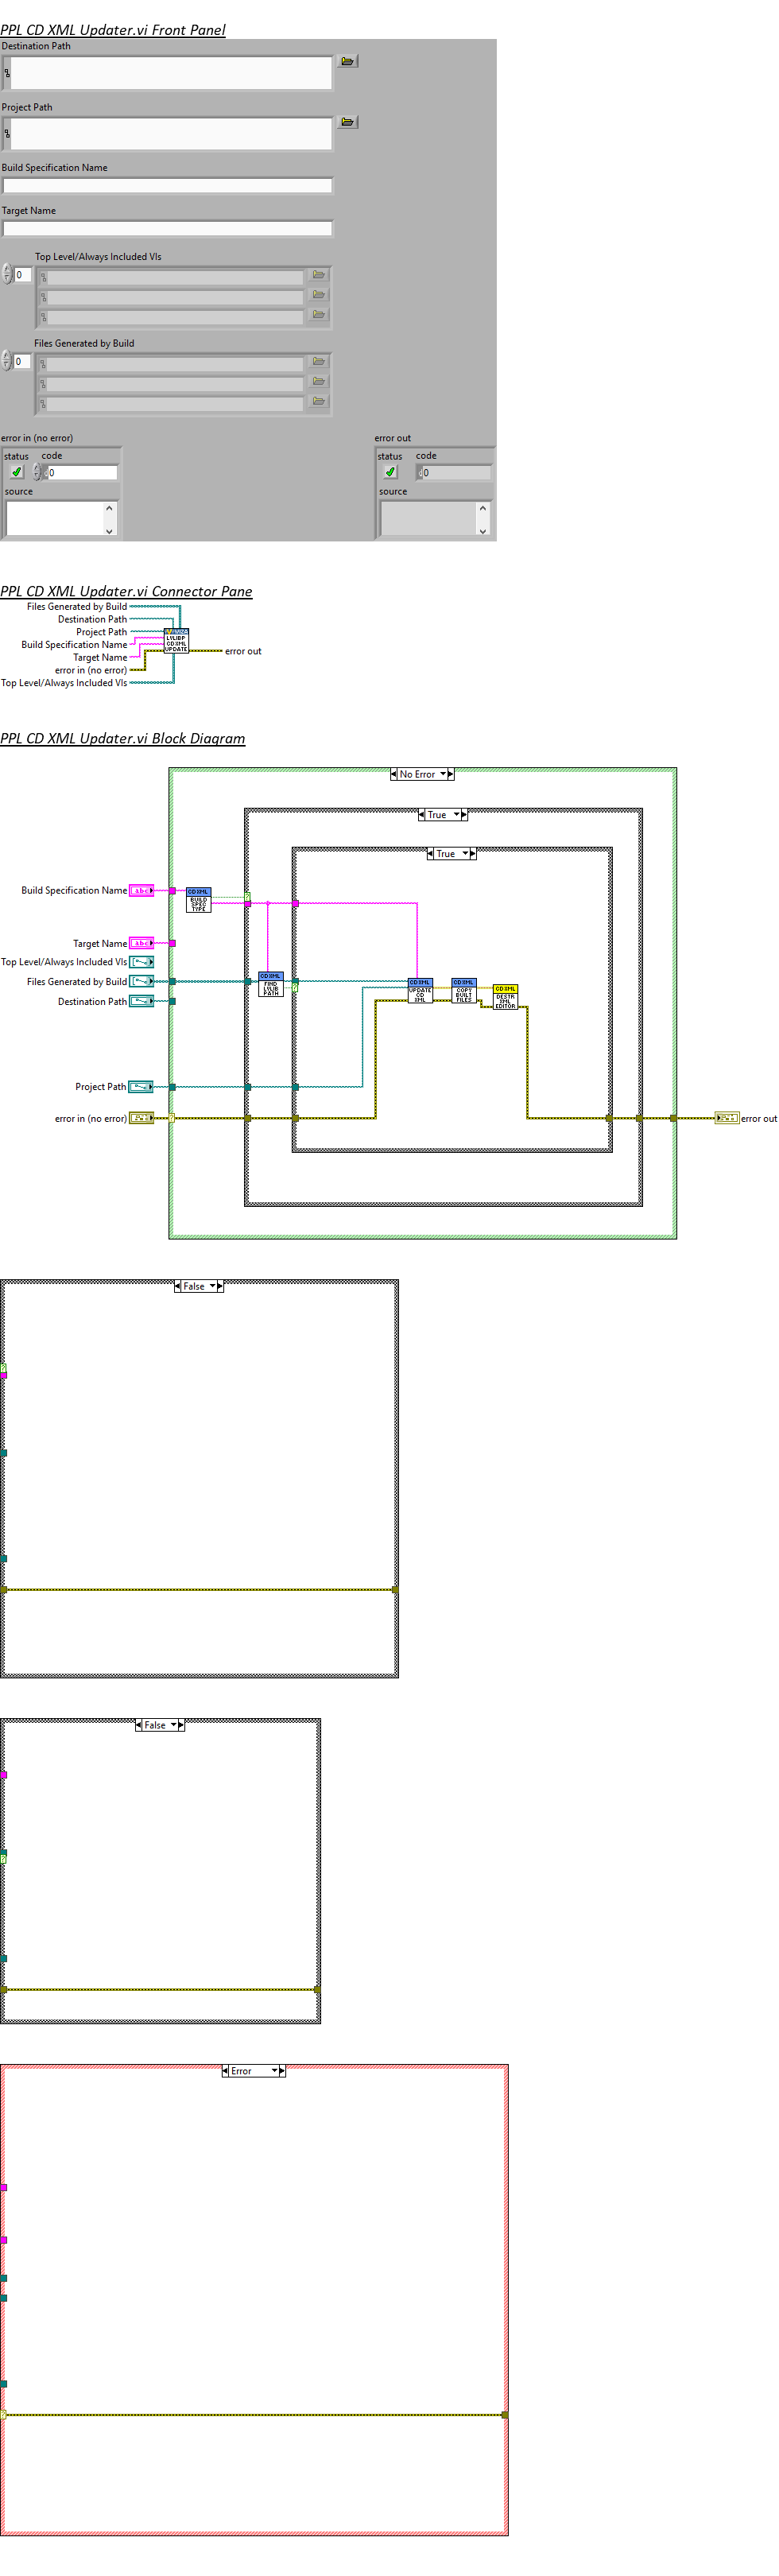 PPL CD XML Updater.vi Front Panel
Destination Path
Project Path
Build Specification Name
Target Name
Top Level/Always Included VIs
0
Files Generated by Build
0
error in (no error)
error out
status code
status code
0
0
source
source
PPL CD XML Updater.vi Connector Pane
Files Generated by Build
Destination Path
Project Path
Build Specification Name
Target Name
error in (no error)
Top Level/Always Included VIs
LVLIBP
CD XML
UPDATE
error out
PPL CD XML Updater.vi Block Diagram
No Error
True
True
Build Specification Name
abc
CD XML
BUILD
SPEC
TYPE
Target Name
abc
Top Level/Always Included VIs
Files Generated by Build
Destination Path
CD XML
FIND
LVLIB
PATH
CD XML
UPDATE
CD
XML
CD XML
COPY
BUILT
FILES
CD XML
DESTR
XML
EDITOR
Project Path
error in (no error)
error out
False
False
Error